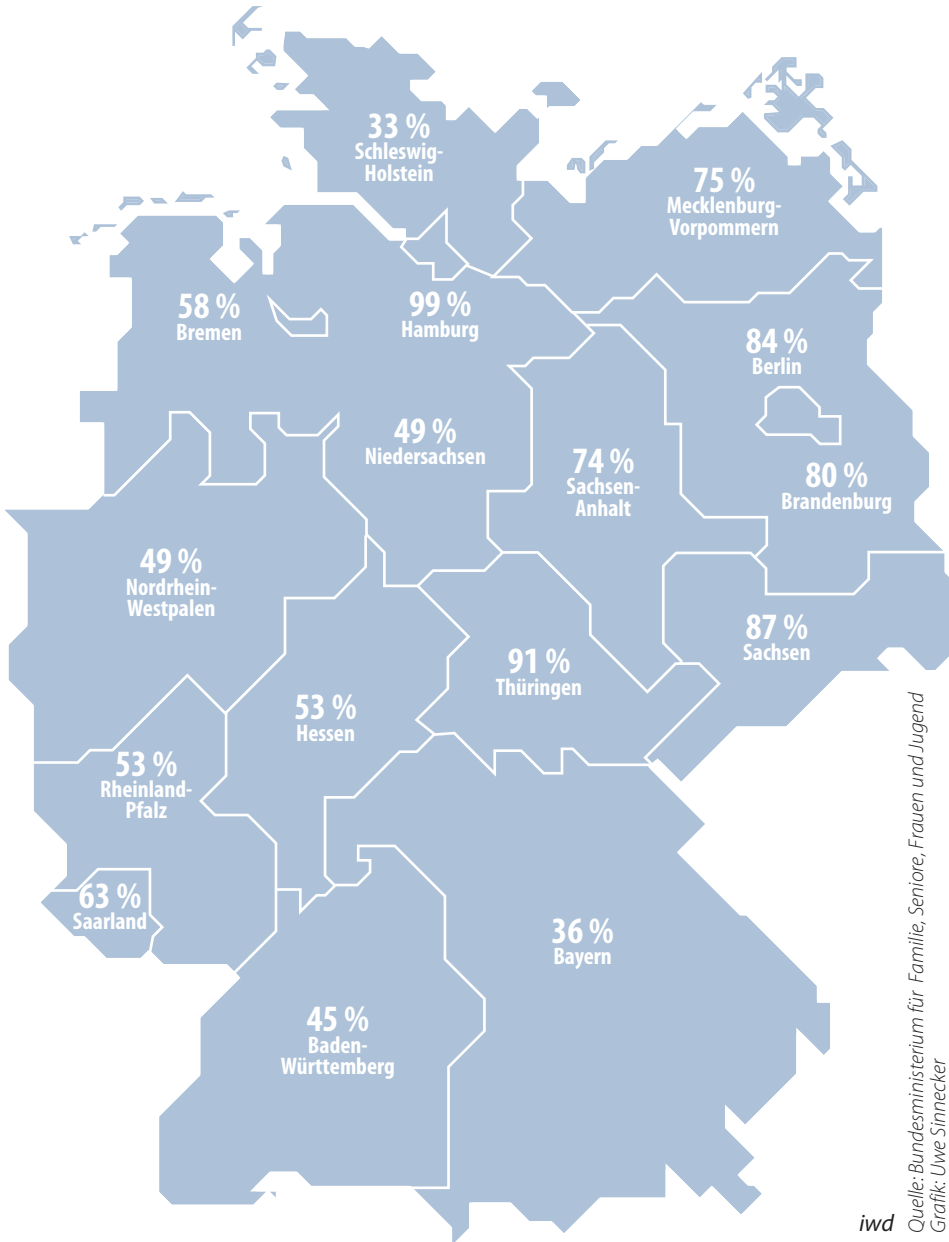 33 %
Schleswig-
Holstein
75 %
Mecklenburg-
Vorpommern
58 %
Bremen
99 %
Hamburg
84 %
Berlin
49 %
Niedersachsen
74 %
Sachsen-
Anhalt
80 %
Brandenburg
49 %
Nordrhein-
Westpalen
87 %
Sachsen
91 %
Thüringen
53 %
Hessen
53 %
Rheinland-
Pfalz
63 %
Saarland
36 %
Bayern
45 %
Baden-
Württemberg
iwd
Quelle: Bundesministerium für Familie, Seniore, Frauen und Jugend
Grafik: Uwe Sinnecker